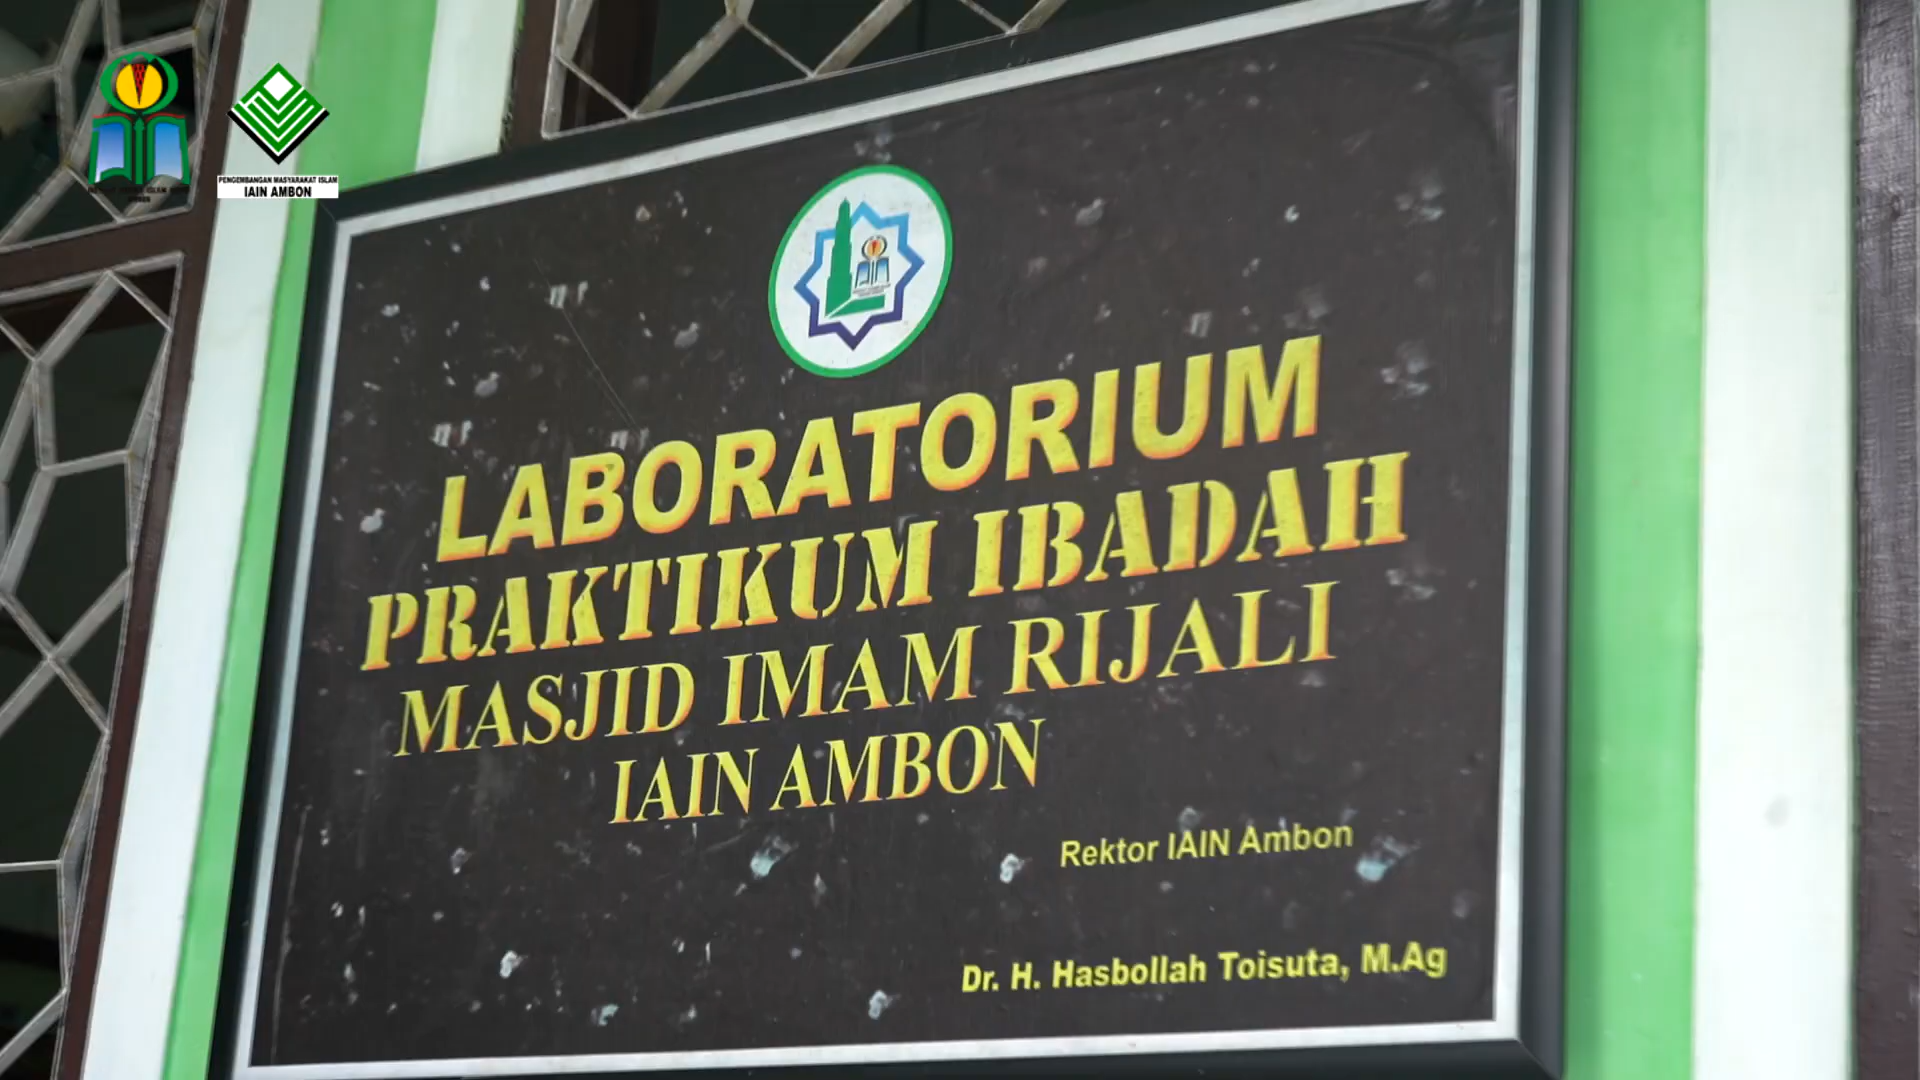 PENGEMBANGAN MASYARAKAT ISLAM
IAIN AMBON
LABORATORIUM
PRAKTIKUM IBADAH
MASJID IMAM RIJALI
IAIN AMBON
Rektor IAIN Ambon
Dr. H. Hasbollah Toisuta, M.Ag